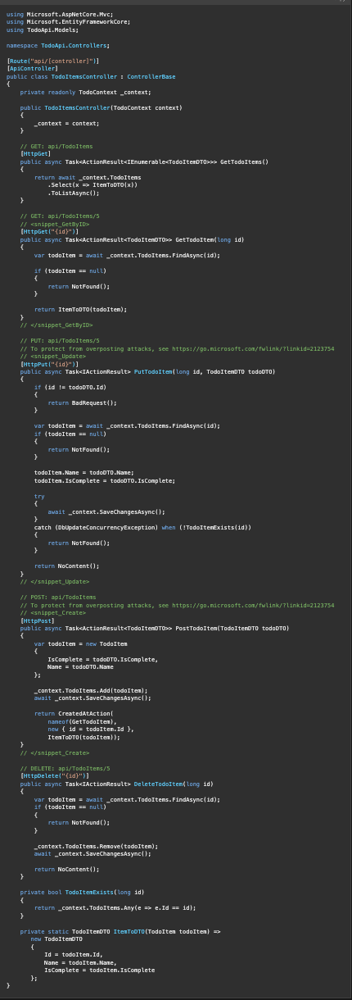 using Microsoft.AspNetCore.Mvc;
using Microsoft.EntityFrameworkCore;
using TodoApi.Models;

namespace TodoApi.Controllers;

[Route("api/[controller]")]
[ApiController]
public class TodoItemsController : ControllerBase
{
    private readonly TodoContext _context;

    public TodoItemsController(TodoContext context)
    {
        _context = context;
    }

    // GET: api/TodoItems
    [HttpGet]
    public async Task<ActionResult<IEnumerable<TodoItemDTO>>> GetTodoItems()
    {
        return await _context.TodoItems
            .Select(x => ItemToDTO(x))
            .ToListAsync();
    }

    // GET: api/TodoItems/5
    // <snippet_GetByID>
    [HttpGet("{id}")]
    public async Task<ActionResult<TodoItemDTO>> GetTodoItem(long id)
    {
        var todoItem = await _context.TodoItems.FindAsync(id);

        if (todoItem == null)
        {
            return NotFound();
        }

        return ItemToDTO(todoItem);
    }
    // </snippet_GetByID>

    // PUT: api/TodoItems/5
    // To protect from overposting attacks, see https://go.microsoft.com/fwlink/?linkid=2123754
    // <snippet_Update>
    [HttpPut("{id}")]
    public async Task<IActionResult> PutTodoItem(long id, TodoItemDTO todoDTO)
    {
        if (id != todoDTO.Id)
        {
            return BadRequest();
        }

        var todoItem = await _context.TodoItems.FindAsync(id);
        if (todoItem == null)
        {
            return NotFound();
        }

        todoItem.Name = todoDTO.Name;
        todoItem.IsComplete = todoDTO.IsComplete;

        try
        {
            await _context.SaveChangesAsync();
        }
        catch (DbUpdateConcurrencyException) when (!TodoItemExists(id))
        {
            return NotFound();
        }

        return NoContent();
    }
    // </snippet_Update>

    // POST: api/TodoItems
    // To protect from overposting attacks, see https://go.microsoft.com/fwlink/?linkid=2123754
    // <snippet_Create>
    [HttpPost]
    public async Task<ActionResult<TodoItemDTO>> PostTodoItem(TodoItemDTO todoDTO)
    {
        var todoItem = new TodoItem
        {
            IsComplete = todoDTO.IsComplete,
            Name = todoDTO.Name
        };

        _context.TodoItems.Add(todoItem);
        await _context.SaveChangesAsync();

        return CreatedAtAction(
            nameof(GetTodoItem),
            new { id = todoItem.Id },
            ItemToDTO(todoItem));
    }
    // </snippet_Create>

    // DELETE: api/TodoItems/5
    [HttpDelete("{id}")]
    public async Task<IActionResult> DeleteTodoItem(long id)
    {
        var todoItem = await _context.TodoItems.FindAsync(id);
        if (todoItem == null)
        {
            return NotFound();
        }

        _context.TodoItems.Remove(todoItem);
        await _context.SaveChangesAsync();

        return NoContent();
    }

    private bool TodoItemExists(long id)
    {
        return _context.TodoItems.Any(e => e.Id == id);
    }

    private static TodoItemDTO ItemToDTO(TodoItem todoItem) =>
       new TodoItemDTO
       {
           Id = todoItem.Id,
           Name = todoItem.Name,
           IsComplete = todoItem.IsComplete
       };
}